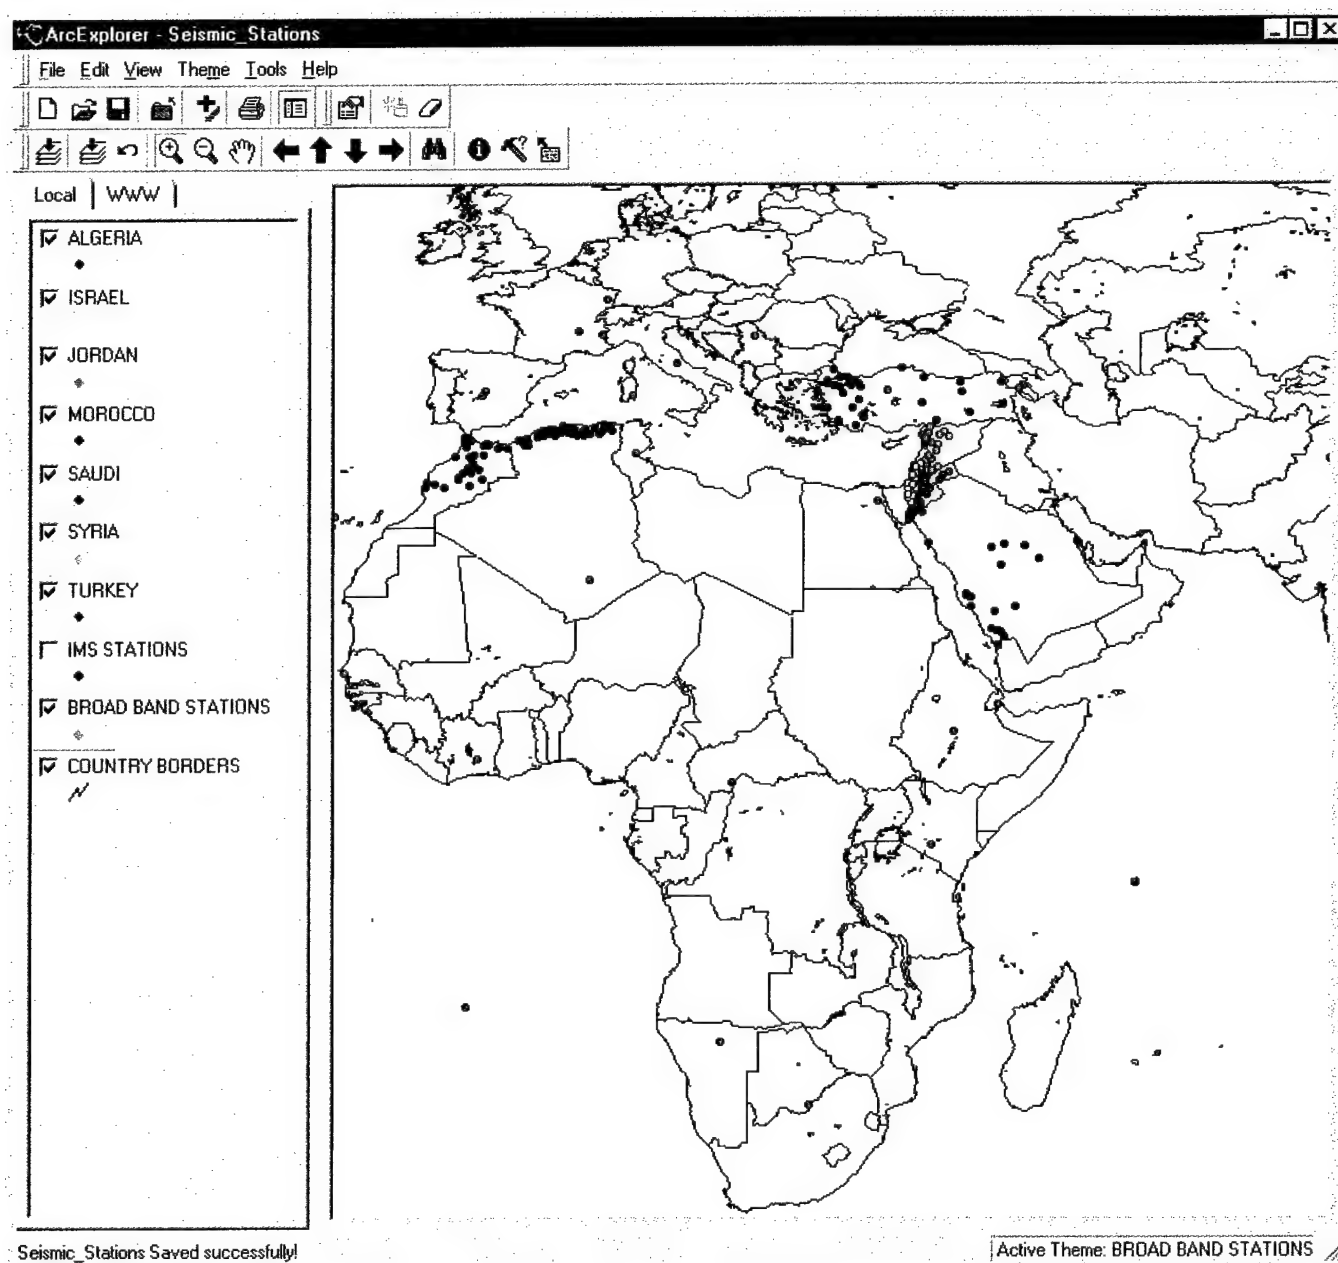 ArcExplorer - Seismic_Stations
File Edit View Theme Tools Help
Local WWW
ALGERIA
ISRAEL
JORDAN
MOROCCO
SAUDI
SYRIA
TURKEY
IMS STATIONS
BROAD BAND STATIONS
COUNTRY BORDERS
Seismic_Stations Saved successfully!
Active Theme: BROAD BAND STATIONS